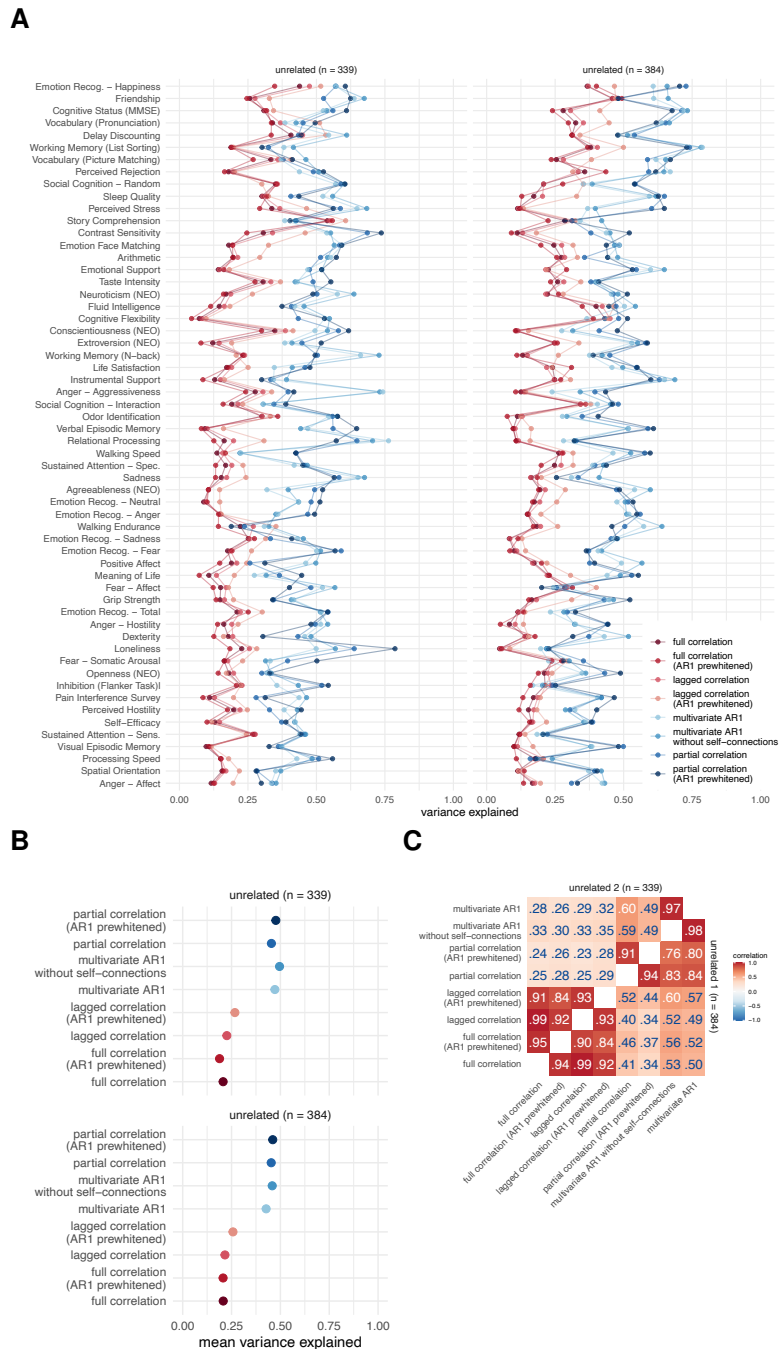 A
unrelated (n = 339)
unrelated (n = 384)
Emotion Recog. – Happiness
Friendship
Cognitive Status (MMSE)
Vocabulary (Pronunciation)
Delay Discounting
Working Memory (List Sorting)
Vocabulary (Picture Matching)
Perceived Rejection
Social Cognition – Random
Sleep Quality
Perceived Stress
Story Comprehension
Contrast Sensitivity
Emotion Face Matching
Arithmetic
Emotional Support
Taste Intensity
Neuroticism (NEO)
Fluid Intelligence
Cognitive Flexibility
Conscientiousness (NEO)
Extroversion (NEO)
Working Memory (N−back)
Life Satisfaction
Instrumental Support
Anger – Aggressiveness
Social Cognition – Interaction
Odor Identification
Verbal Episodic Memory
Relational Processing
Walking Speed
Sustained Attention – Spec.
Sadness
Agreeableness (NEO)
Emotion Recog. – Neutral
Emotion Recog. – Anger
Walking Endurance
Emotion Recog. – Sadness
Emotion Recog. – Fear
Positive Affect
Meaning of Life
Fear – Affect
Grip Strength
Emotion Recog. – Total
Anger – Hostility
Dexterity
Loneliness
Fear – Somatic Arousal
Openness (NEO)
Inhibition (Flanker Task)l
Pain Interference Survey
Perceived Hostility
Self−Efficacy
Sustained Attention – Sens.
Visual Episodic Memory
Processing Speed
Spatial Orientation
Anger – Affect
full correlation
full correlation
(AR1 prewhitened)
lagged correlation
lagged correlation
(AR1 prewhitened)
multivariate AR1
multivariate AR1
without self−connections
partial correlation
partial correlation
(AR1 prewhitened)
0.00 0.25 0.50 0.75 1.00 0.00 0.25 0.50 0.75 1.00
variance explained
B
unrelated (n = 339)
partial correlation
(AR1 prewhitened)
partial correlation
multivariate AR1
without self−connections
multivariate AR1
lagged correlation
(AR1 prewhitened)
lagged correlation
full correlation
(AR1 prewhitened)
full correlation
unrelated (n = 384)
partial correlation
(AR1 prewhitened)
partial correlation
multivariate AR1
without self−connections
multivariate AR1
lagged correlation
(AR1 prewhitened)
lagged correlation
full correlation
(AR1 prewhitened)
full correlation
0.00 0.25 0.50 0.75 1.00
mean variance explained
C
unrelated 2 (n = 339)
multivariate AR1 .28 .26 .29 .32 .60 .49 .97
multivariate AR1
without self−connections .33 .30 .33 .35 .59 .49 .98
partial correlation
(AR1 prewhitened) .24 .26 .23 .28 .91 .76 .80
partial correlation .25 .28 .25 .29 .94 .83 .84
lagged correlation
(AR1 prewhitened) .91 .84 .93 .52 .44 .60 .57
lagged correlation .99 .92 .93 .40 .34 .52 .49
full correlation
(AR1 prewhitened) .95 .90 .84 .46 .37 .56 .52
full correlation .94 .99 .92 .41 .34 .53 .50
full correlation
full correlation (AR1 prewhitened)
lagged correlation
lagged correlation (AR1 prewhitened)
partial correlation
partial correlation (AR1 prewhitened)
multivariate AR1 without self−connections
multivariate AR1
unrelated 1 (n = 384)
correlation
1.0
0.5
0.0
−0.5
−1.0